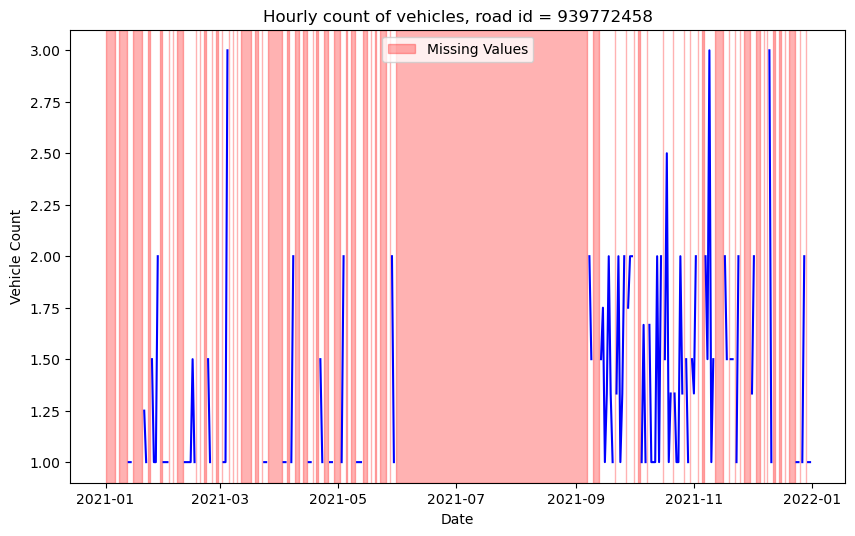 Hourly count of vehicles, road id = 939772458
Missing Values
Vehicle Count
3.00
2.75
2.50
2.25
2.00
1.75
1.50
1.25
1.00
2021-01 2021-03 2021-05 2021-07 2021-09 2021-11 2022-01
Date